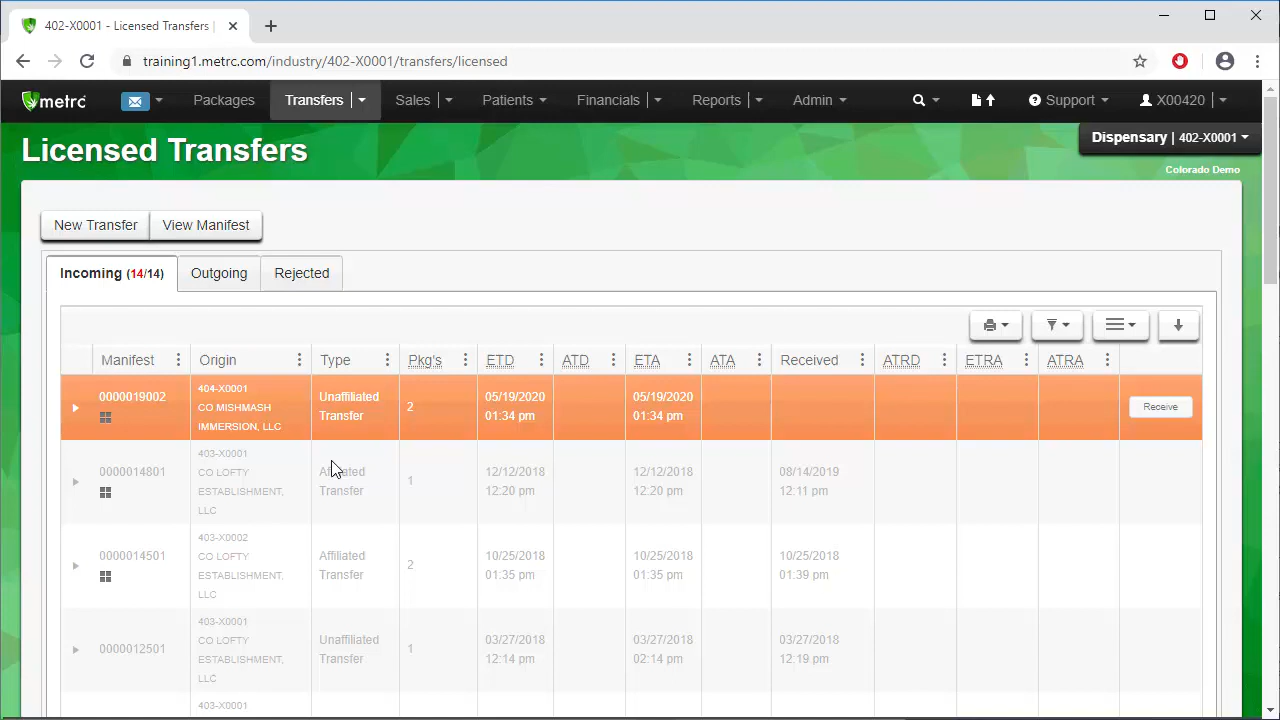 402-X0001 - Licensed Transfers |
training1.metrc.com/industry/402-X0001/transfers/licensed
metrc Packages Transfers Sales Patients Financials Reports Admin Support X00420
Licensed Transfers
Dispensary | 402-X0001
Colorado Demo
New Transfer View Manifest
Incoming (14/14) Outgoing Rejected
Manifest Origin Type Pkg's ETD ATD ETA ATA Received ATRD ETRA ATRA
0000019002
404-X0001
CO MISHMASH
IMMERSION, LLC
Unaffiliated
Transfer
2
05/19/2020
01:34 pm
05/19/2020
01:34 pm
Receive
0000014801
403-X0001
CO LOFTY
ESTABLISHMENT,
LLC
Affiliated
Transfer
1
12/12/2018
12:20 pm
12/12/2018
12:20 pm
08/14/2019
12:11 pm
0000014501
403-X0002
CO LOFTY
ESTABLISHMENT,
LLC
Affiliated
Transfer
2
10/25/2018
01:35 pm
10/25/2018
01:35 pm
10/25/2018
01:39 pm
0000012501
403-X0001
CO LOFTY
ESTABLISHMENT,
LLC
Unaffiliated
Transfer
1
03/27/2018
12:14 pm
03/27/2018
02:14 pm
03/27/2018
12:19 pm
403-X0001